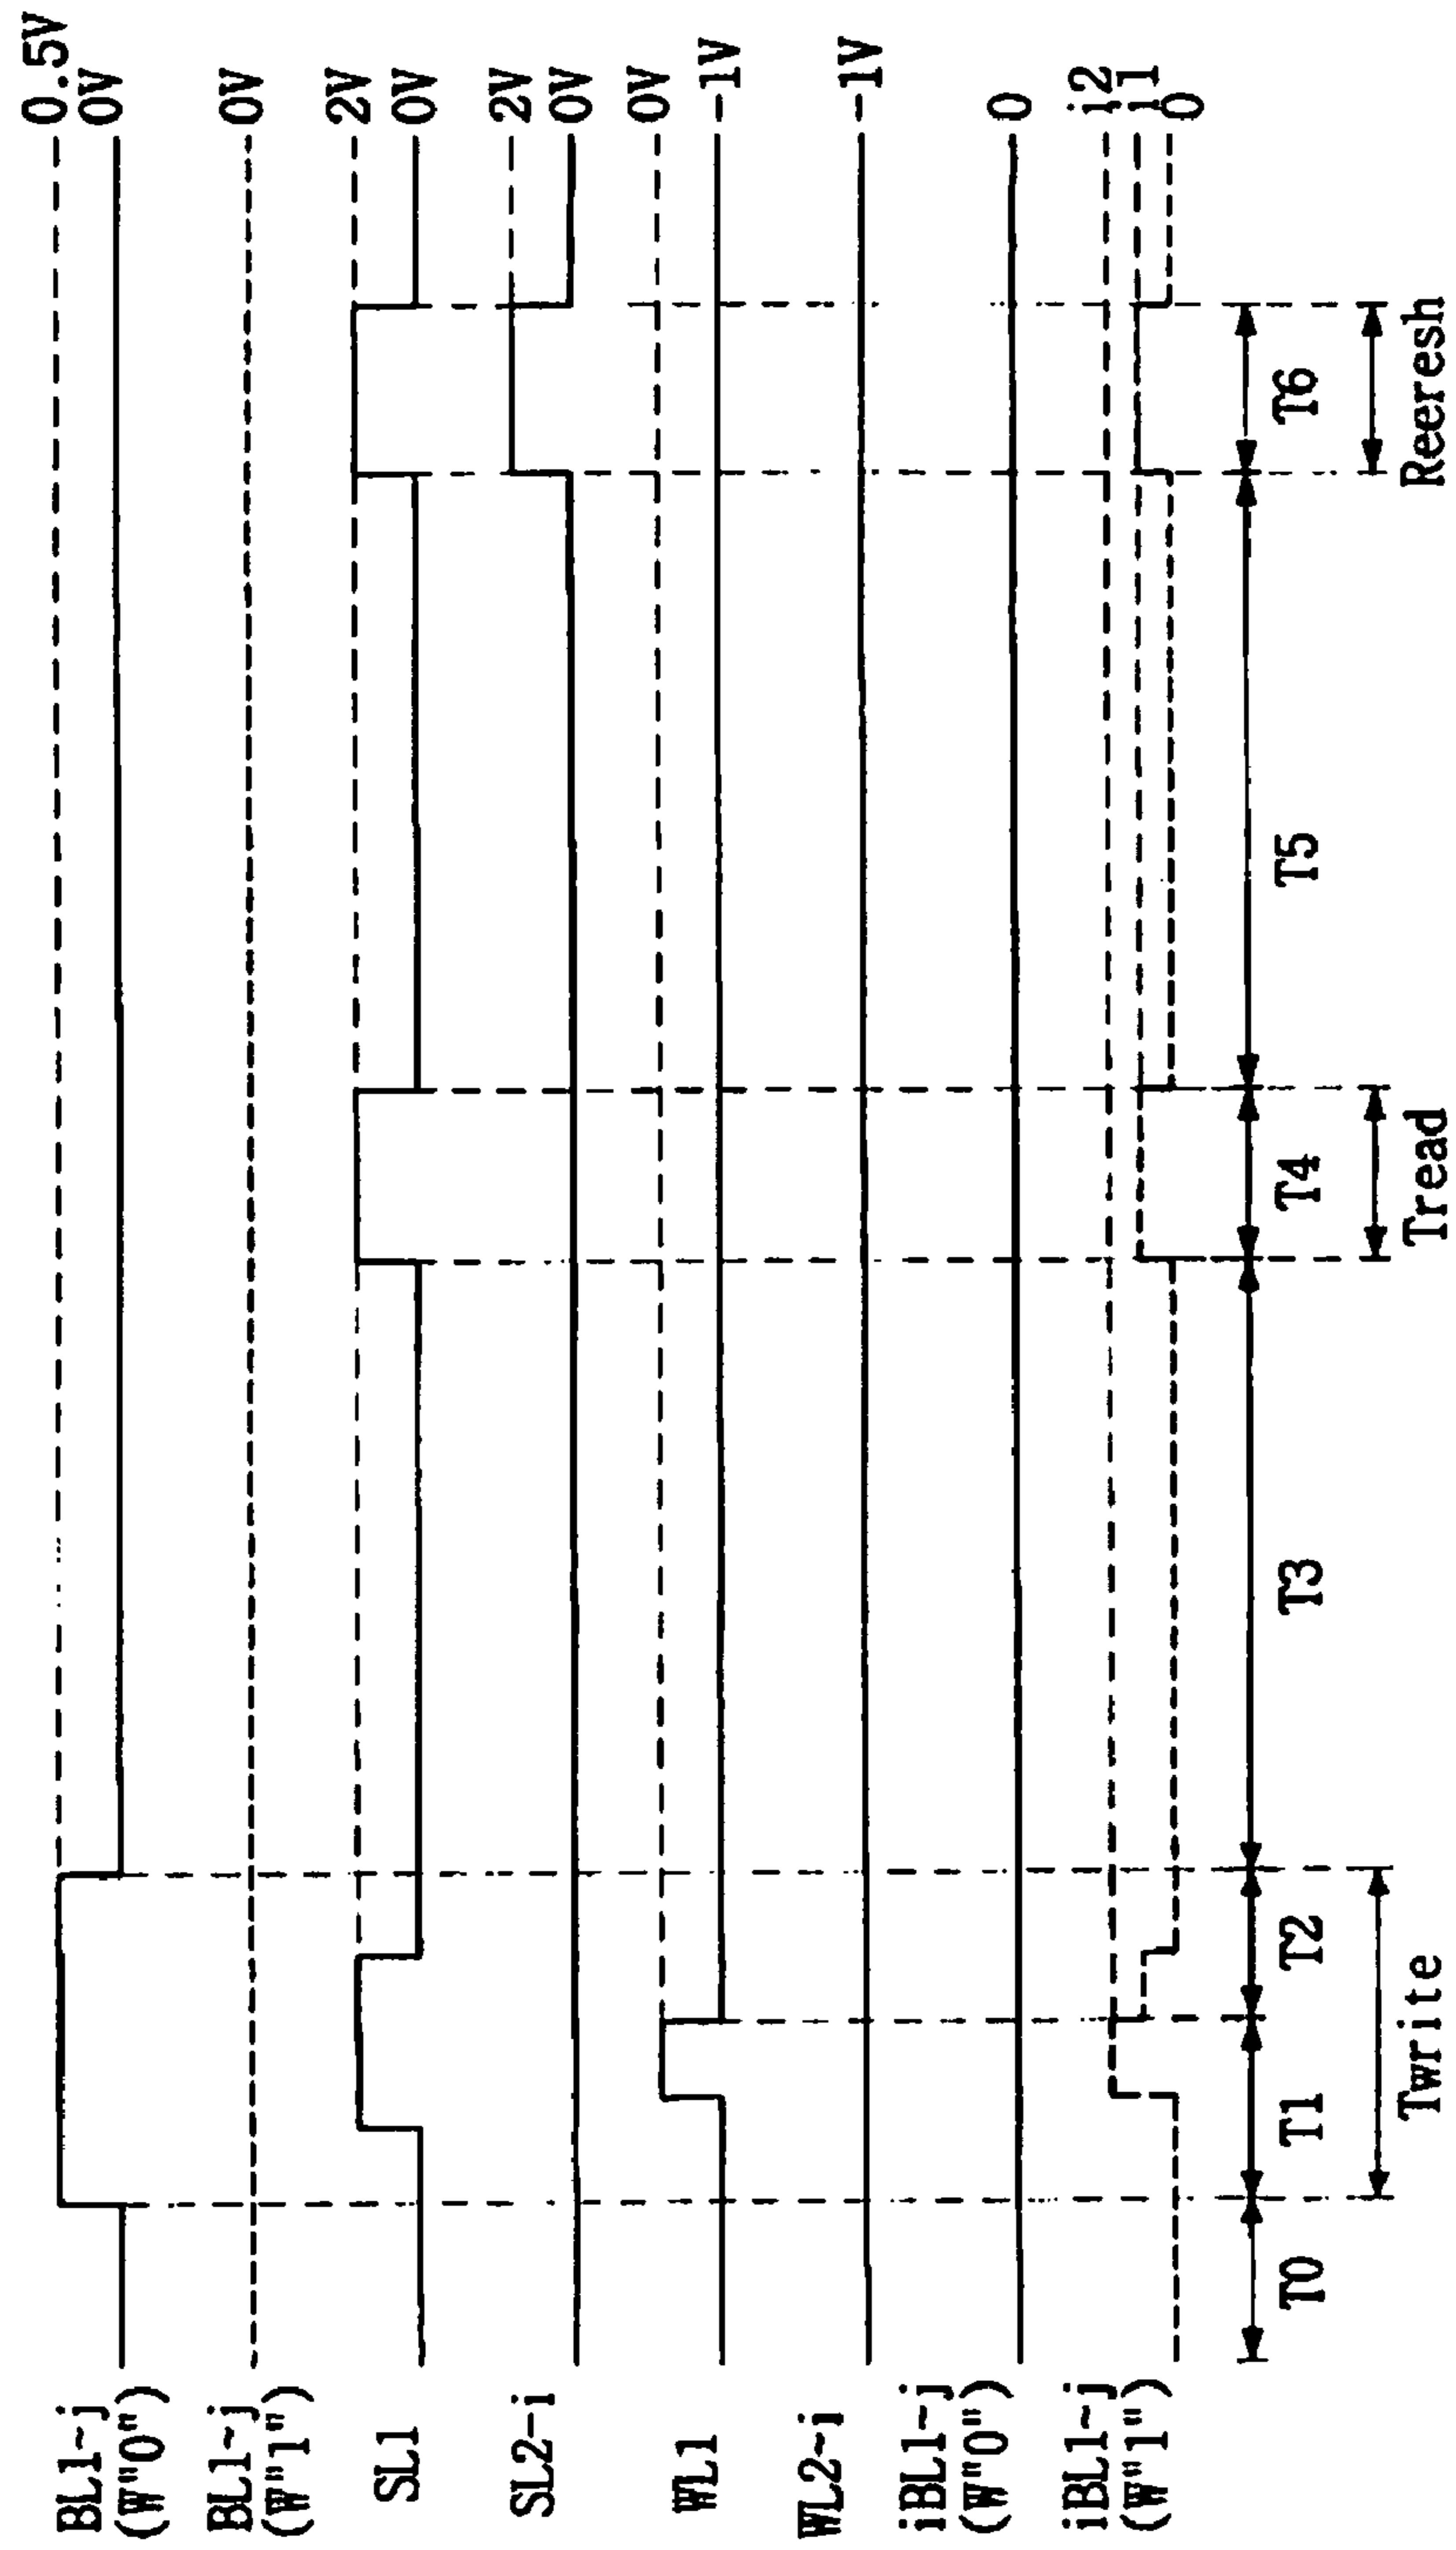 BL1~j
(W"0")
0.5V
0V
BL1~j
(W"1")
0V
SL1
2V
0V
SL2-i
2V
0V
WL1
0V
-1V
WL2~i
-1V
iBL1~j
(W"0")
0
iBL1~j
(W"1")
i2
i1
0
T0
T1
T2
T3
T4
T5
T6
Twrite
Tread
Reeresh